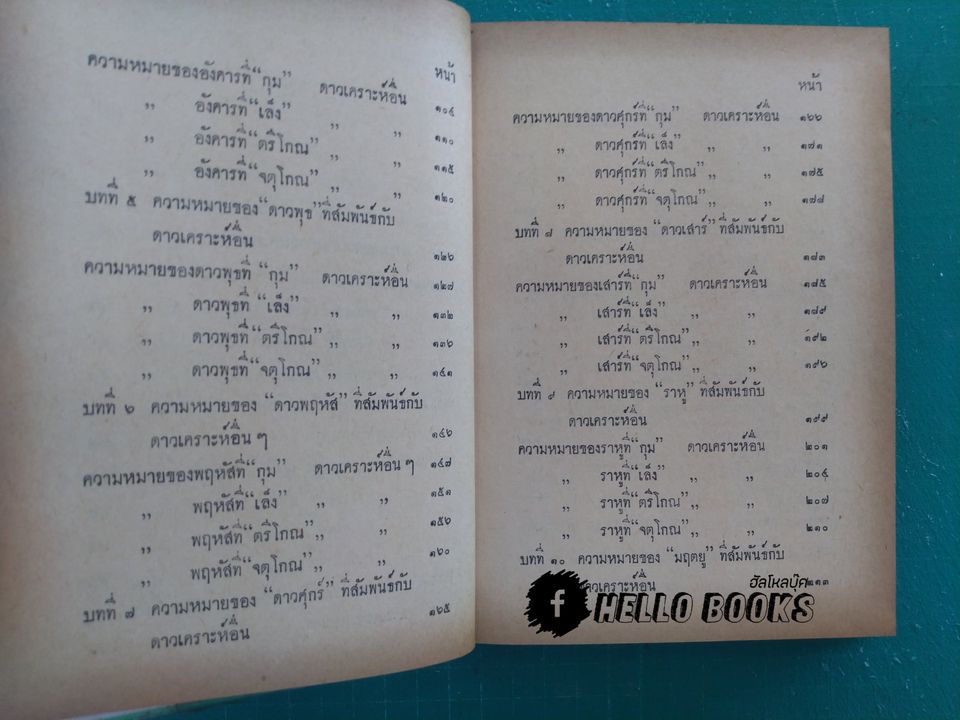 หน้า
ความหมายของอังคารที่“กุม” ดาวเคราะห์อื่น ๑๐๔
,, อังคารที่“เล็ง” ,, ,, ๑๑๐
,, อังคารที่“ตรีโกณ” ,, ,, ๑๑๕
,, อังคารที่“จตุโกณ” ,, ,, ๑๒๐
บทที่ ๕ ความหมายของ“ดาวพุธ”ที่สัมพันธ์กับ
ดาวเคราะห์อื่น ๑๒๖
ความหมายของดาวพุธที่ “กุม” ดาวเคราะห์อื่น ๑๒๗
,, ดาวพุธที่ “เล็ง” ,, ,, ๑๓๒
,, ดาวพุธที่ “ตรีโกณ” ,, ,, ๑๓๖
,, ดาวพุธที่ “จตุโกณ” ,, ,, ๑๔๑
บทที่ ๖ ความหมายของ “ดาวพฤหัส” ที่สัมพันธ์กับ
ดาวเคราะห์อื่น ๆ ๑๔๖
ความหมายของพฤหัสที่“กุม” ดาวเคราะห์อื่น ๆ ๑๔๗
,, พฤหัสที่“เล็ง” ,, ,, ๑๕๑
,, พฤหัสที่“ตรีโกณ” ,, ,, ๑๕๖
,, พฤหัสที่“จตุโกณ” ,, ,, ๑๖๐
บทที่ ๗ ความหมายของ “ดาวศุกร์” ที่สัมพันธ์กับ
ดาวเคราะห์อื่น ๑๖๕
หน้า
ความหมายของดาวศุกร์ที่“กุม” ดาวเคราะห์อื่น ๑๖๖
,, ดาวศุกร์ที่“เล็ง” ,, ,, ๑๗๑
,, ดาวศุกร์ที่“ตรีโกณ” ,, ,, ๑๗๕
,, ดาวศุกร์ที่“จตุโกณ” ,, ,, ๑๗๘
บทที่ ๘ ความหมายของ “ดาวเสาร์” ที่สัมพันธ์กับ
ดาวเคราะห์อื่น ๑๘๓
ความหมายของเสาร์ที่“กุม” ดาวเคราะห์อื่น ๑๘๕
,, เสาร์ที่“เล็ง” ,, ,, ๑๘๙
,, เสาร์ที่“ตรีโกณ” ,, ,, ๑๙๒
,, เสาร์ที่“จตุโกณ” ,, ,, ๑๙๖
บทที่ ๙ ความหมายของ “ราหู” ที่สัมพันธ์กับ
ดาวเคราะห์อื่น ๑๙๙
ความหมายของราหูที่“กุม” ดาวเคราะห์อื่น ๒๐๑
,, ราหูที่“เล็ง” ,, ,, ๒๐๔
,, ราหูที่“ตรีโกณ” ,, ,, ๒๐๗
,, ราหูที่“จตุโกณ” ,, ,, ๒๑๐
บทที่ ๑๐ ความหมายของ “มฤตยู” ที่สัมพันธ์กับ
ดาวเคราะห์อื่น ๒๑๓
ฮัลโหลบุ๊ค
f HELLO BOOKS